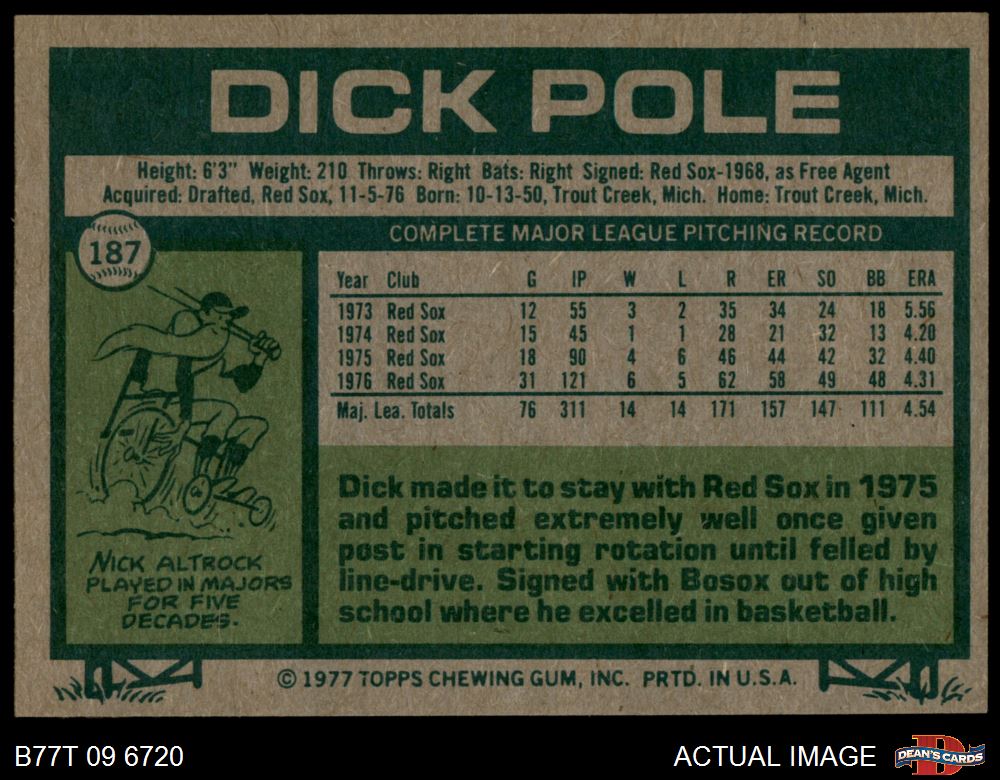 DICK POLE
Height: 6'3" Weight: 210 Throws: Right Bats: Right Signed: Red Sox-1968, as Free Agent
Acquired: Drafted, Red Sox, 11-5-76 Born: 10-13-50, Trout Creek, Mich. Home: Trout Creek, Mich.
187
COMPLETE MAJOR LEAGUE PITCHING RECORD
Year Club G IP W L R ER SO BB ERA
1973 Red Sox 12 55 3 2 35 34 24 18 5.56
1974 Red Sox 15 45 1 1 28 21 32 13 4.20
1975 Red Sox 18 90 4 6 46 44 42 32 4.40
1976 Red Sox 31 121 6 5 62 58 49 48 4.31
Maj. Lea. Totals 76 311 14 14 171 157 147 111 4.54
NICK ALTROCK
PLAYED IN MAJORS
FOR FIVE
DECADES.
Dick made it to stay with Red Sox in 1975
and pitched extremely well once given
post in starting rotation until felled by
line-drive. Signed with Bosox out of high
school where he excelled in basketball.
© 1977 TOPPS CHEWING GUM, INC. PRTD. IN U.S.A.
B77T 09 6720
ACTUAL IMAGE
D
DEAN'S CARDS